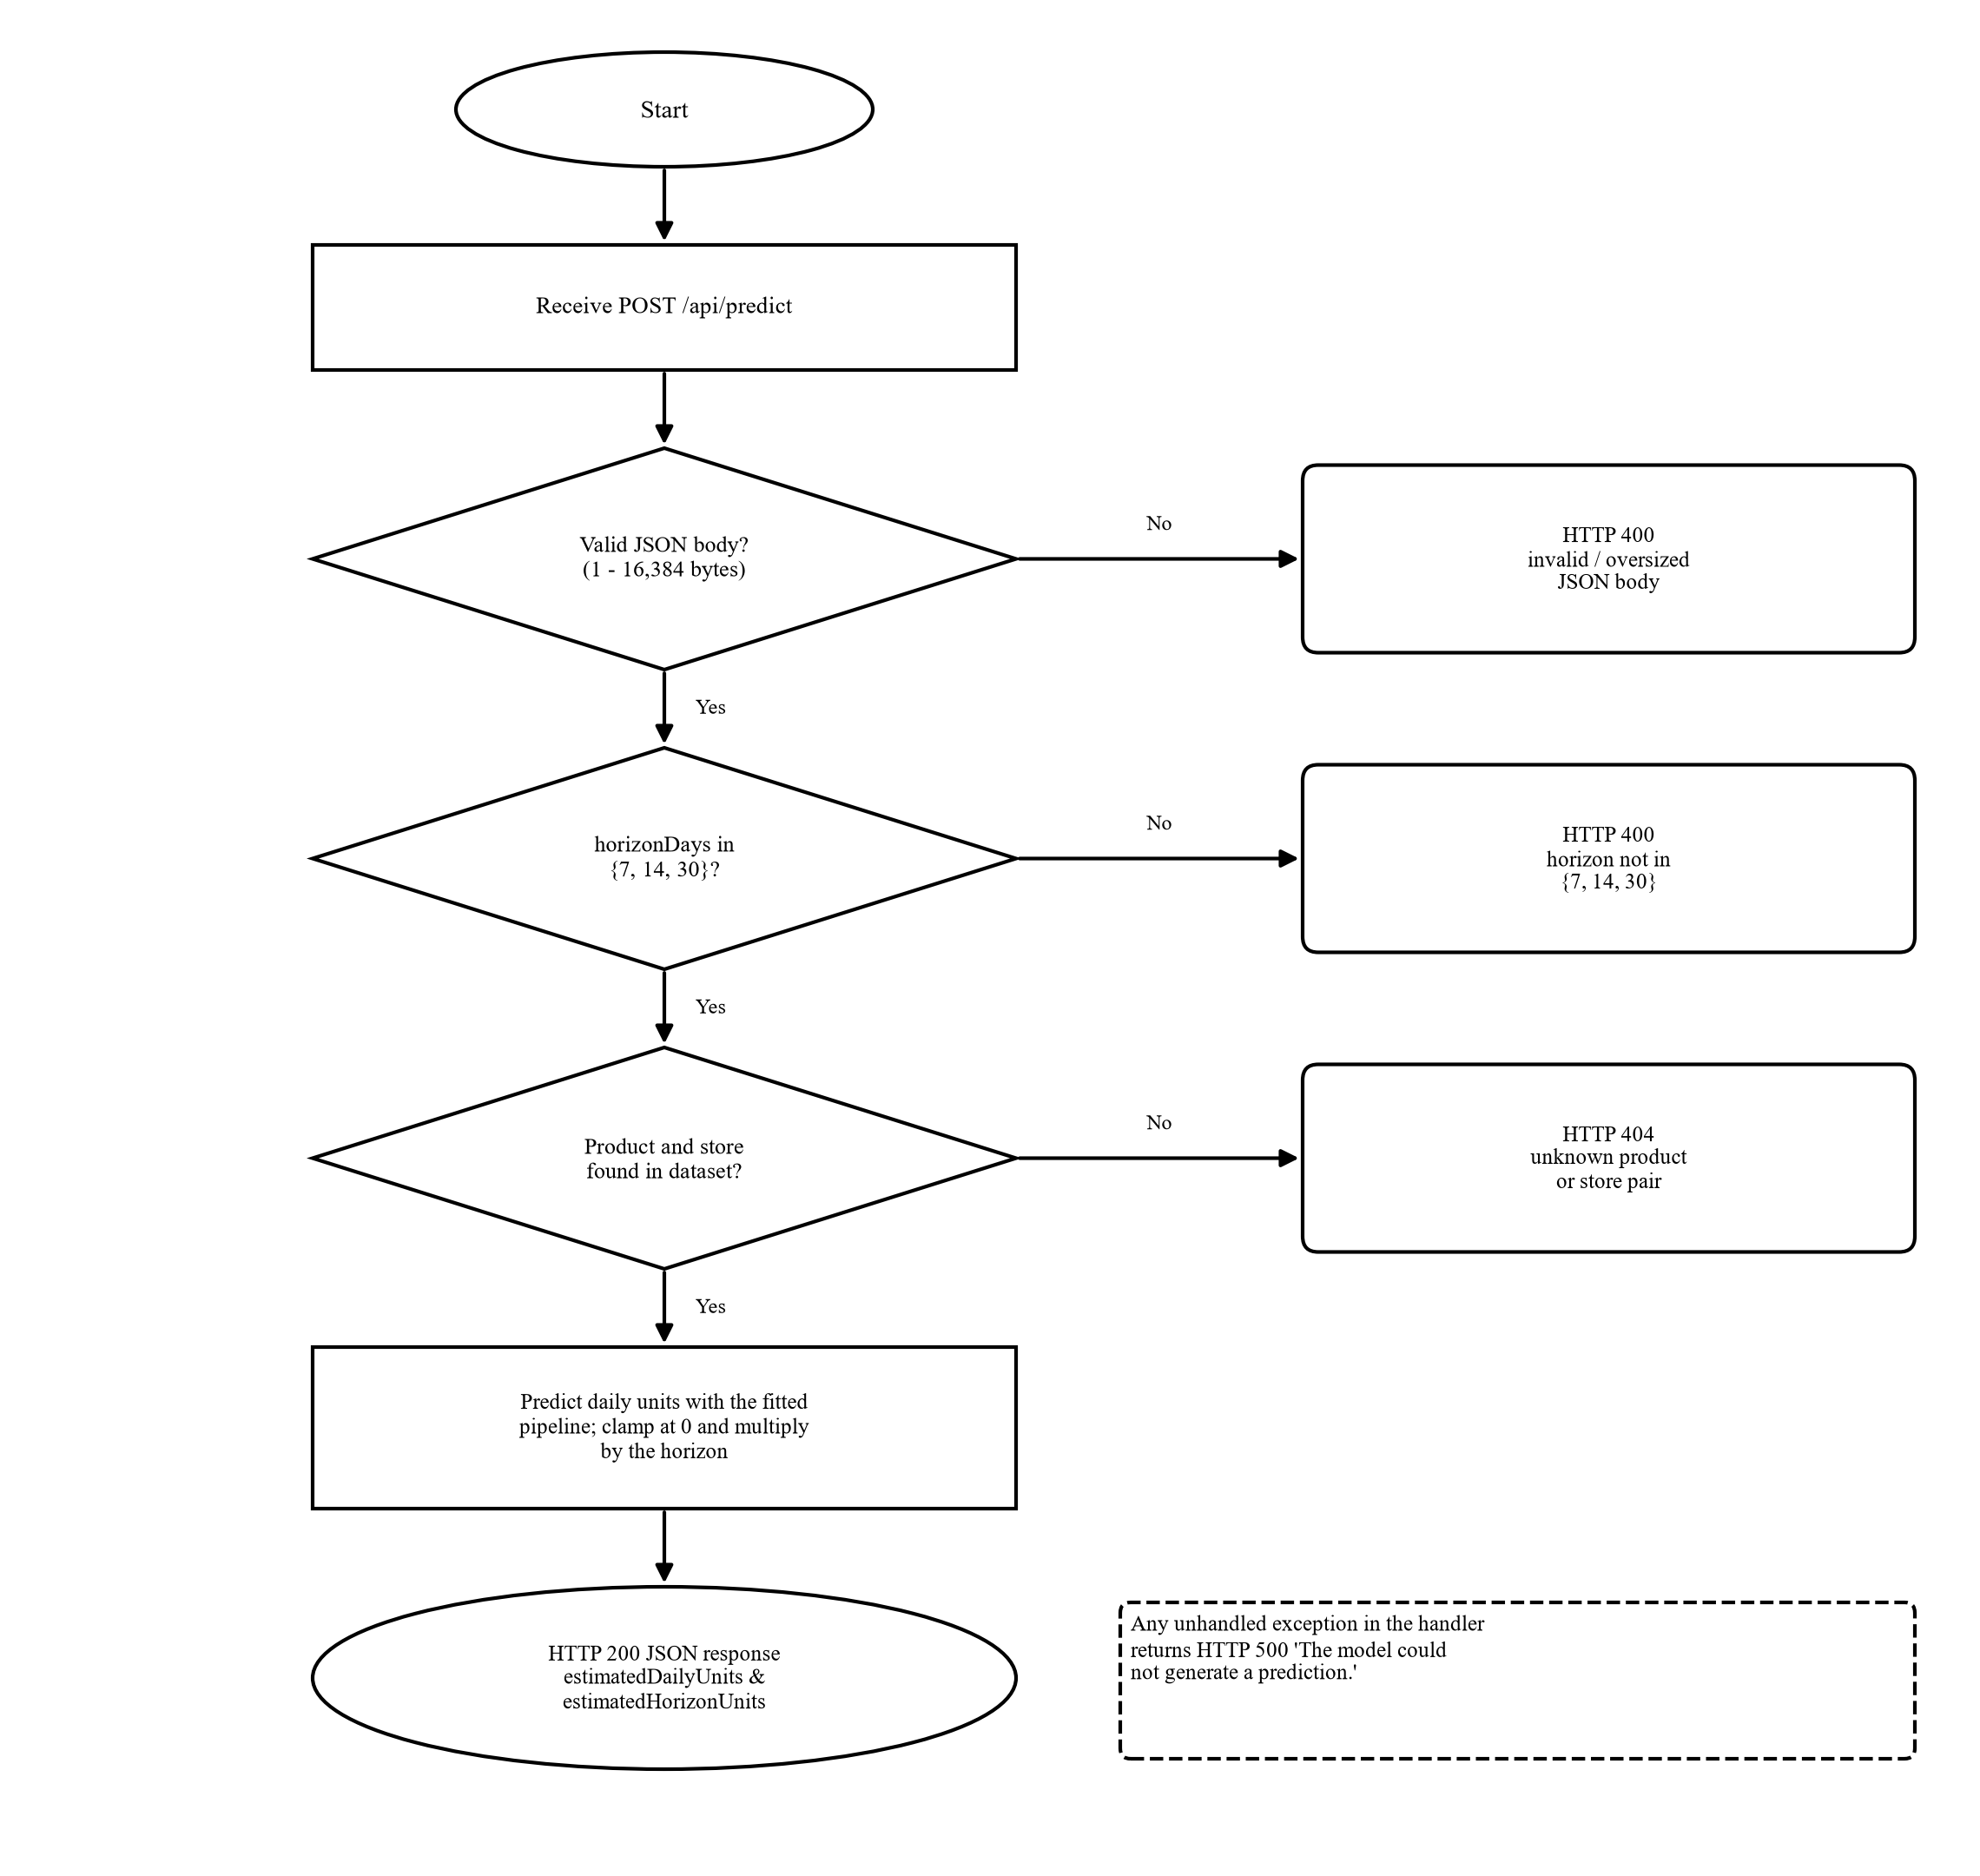 Start
Receive POST /api/predict
Valid JSON body?
(1 - 16,384 bytes)
No
HTTP 400
invalid / oversized
JSON body
Yes
horizonDays in
{7, 14, 30}?
No
HTTP 400
horizon not in
{7, 14, 30}
Yes
Product and store
found in dataset?
No
HTTP 404
unknown product
or store pair
Yes
Predict daily units with the fitted
pipeline; clamp at 0 and multiply
by the horizon
HTTP 200 JSON response
estimatedDailyUnits &
estimatedHorizonUnits
Any unhandled exception in the handler
returns HTTP 500 'The model could
not generate a prediction.'